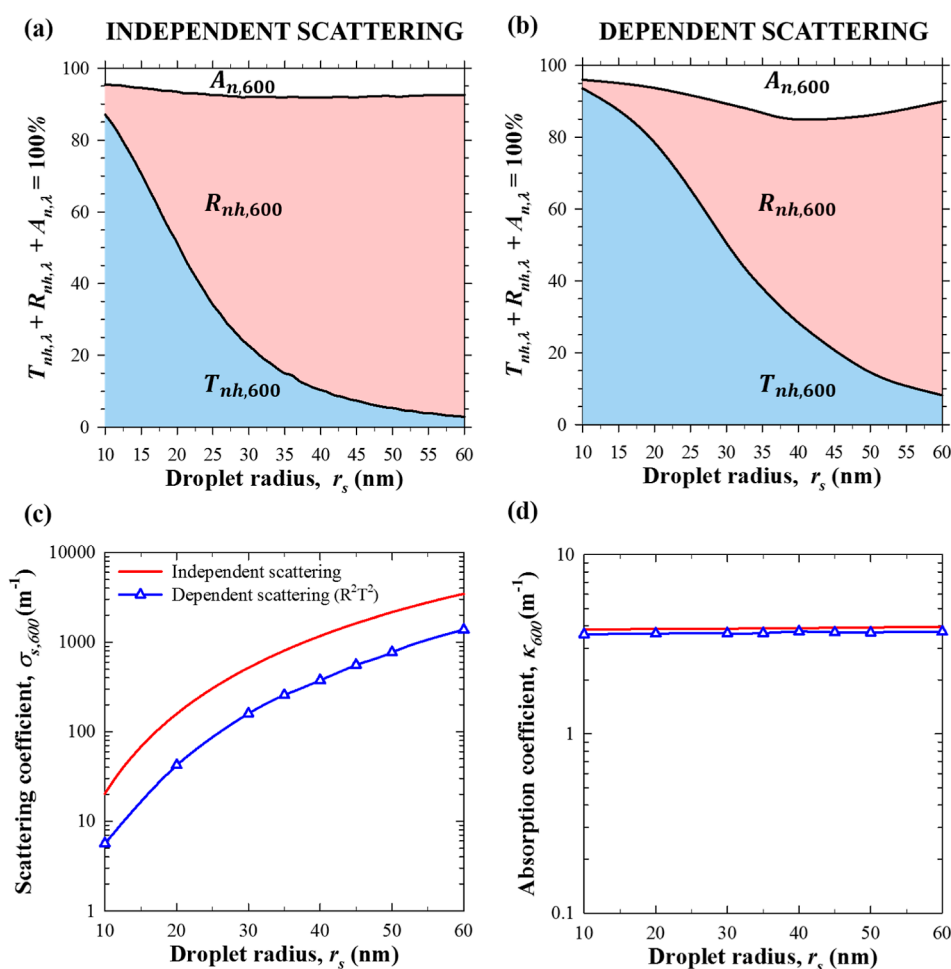 (a) INDEPENDENT SCATTERING
(b) DEPENDENT SCATTERING
T_{nh,λ} + R_{nh,λ} + A_{n,λ} = 100%
100
80
60
40
20
0
A_{n,600}
R_{nh,600}
T_{nh,600}
10 15 20 25 30 35 40 45 50 55 60
Droplet radius, r_s (nm)
T_{nh,λ} + R_{nh,λ} + A_{n,λ} = 100%
100
80
60
40
20
0
A_{n,600}
R_{nh,600}
T_{nh,600}
10 15 20 25 30 35 40 45 50 55 60
Droplet radius, r_s (nm)
(c)
Scattering coefficient, σ_{s,600} (m⁻¹)
10000
1000
100
10
1
Independent scattering
Dependent scattering (R²T²)
10 20 30 40 50 60
Droplet radius, r_s (nm)
(d)
Absorption coefficient, κ_{600} (m⁻¹)
10
1
0.1
10 15 20 25 30 35 40 45 50 55 60
Droplet radius, r_s (nm)